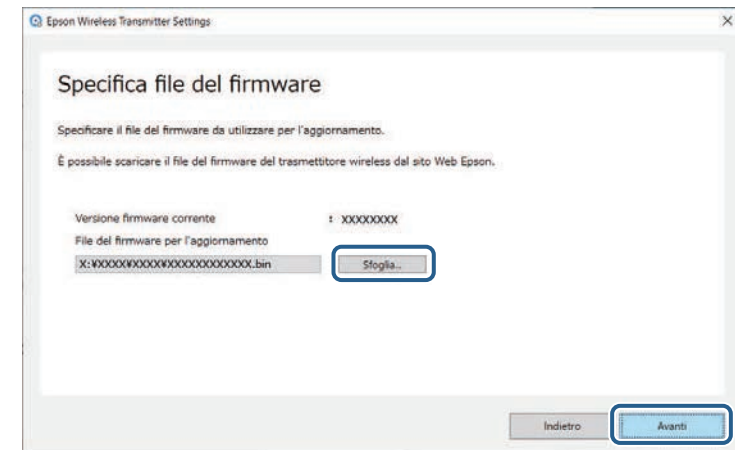 Epson Wireless Transmitter Settings
Specifica file del firmware
Specificare il file del firmware da utilizzare per l'aggiornamento.
È possibile scaricare il file del firmware del trasmettitore wireless dal sito Web Epson.
Versione firmware corrente : XXXXXXXX
File del firmware per l'aggiornamento
X:¥XXXX¥XXXX¥XXXXXXXXXXXX.bin Sfoglia...
Indietro Avanti